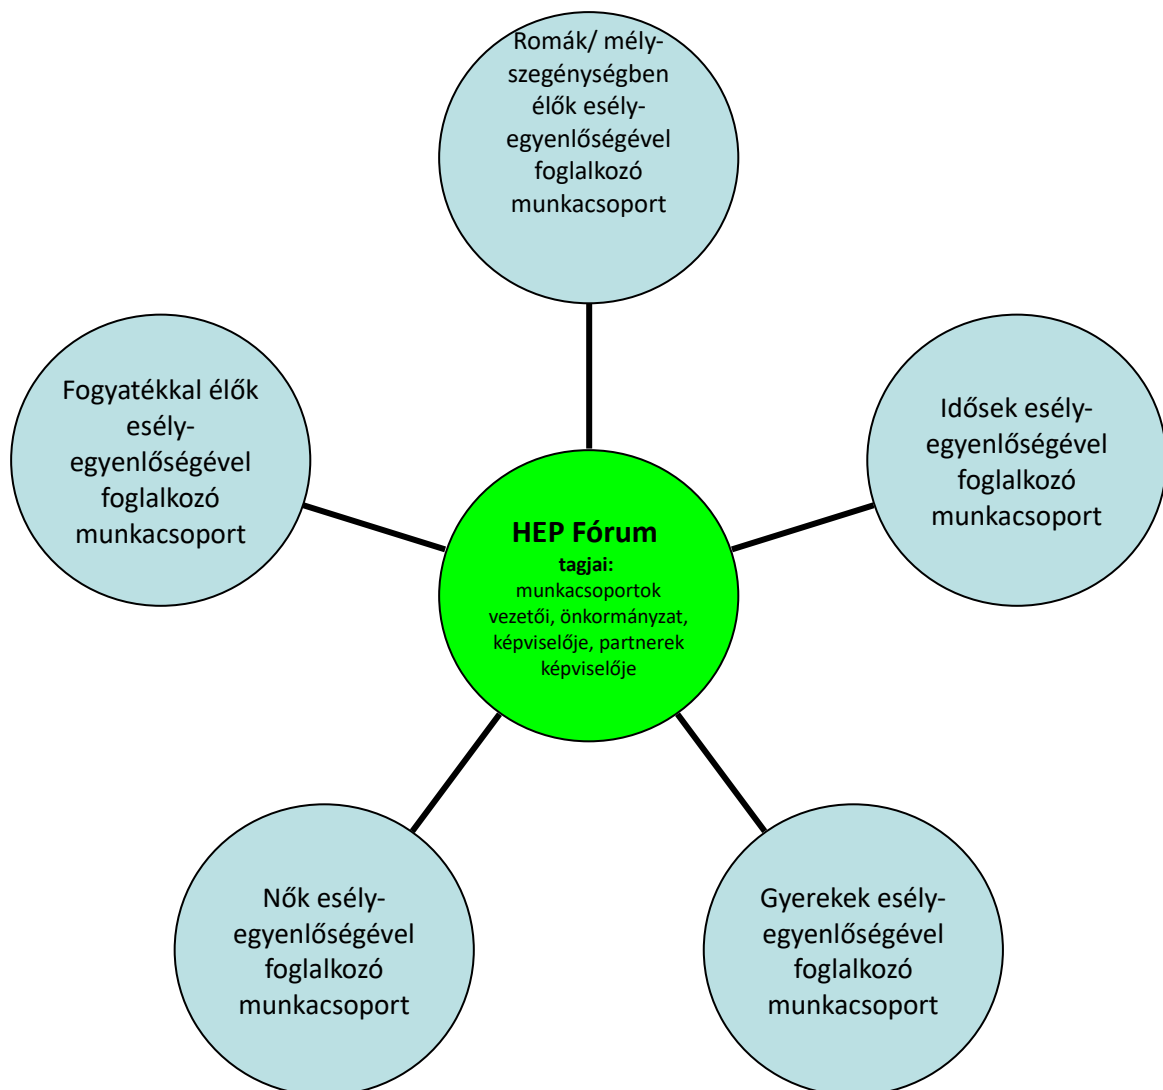 Romák/ mély-
szegénységben
élők esély-
egyenlőségével
foglalkozó
munkacsoport
Fogyatékkal élők
esély-
egyenlőségével
foglalkozó
munkacsoport
Idősek esély-
egyenlőségével
foglalkozó
munkacsoport
HEP Fórum
tagjai:
munkacsoportok
vezetői, önkormányzat,
képviselője, partnerek
képviselője
Nők esély-
egyenlőségével
foglalkozó
munkacsoport
Gyerekek esély-
egyenlőségével
foglalkozó
munkacsoport